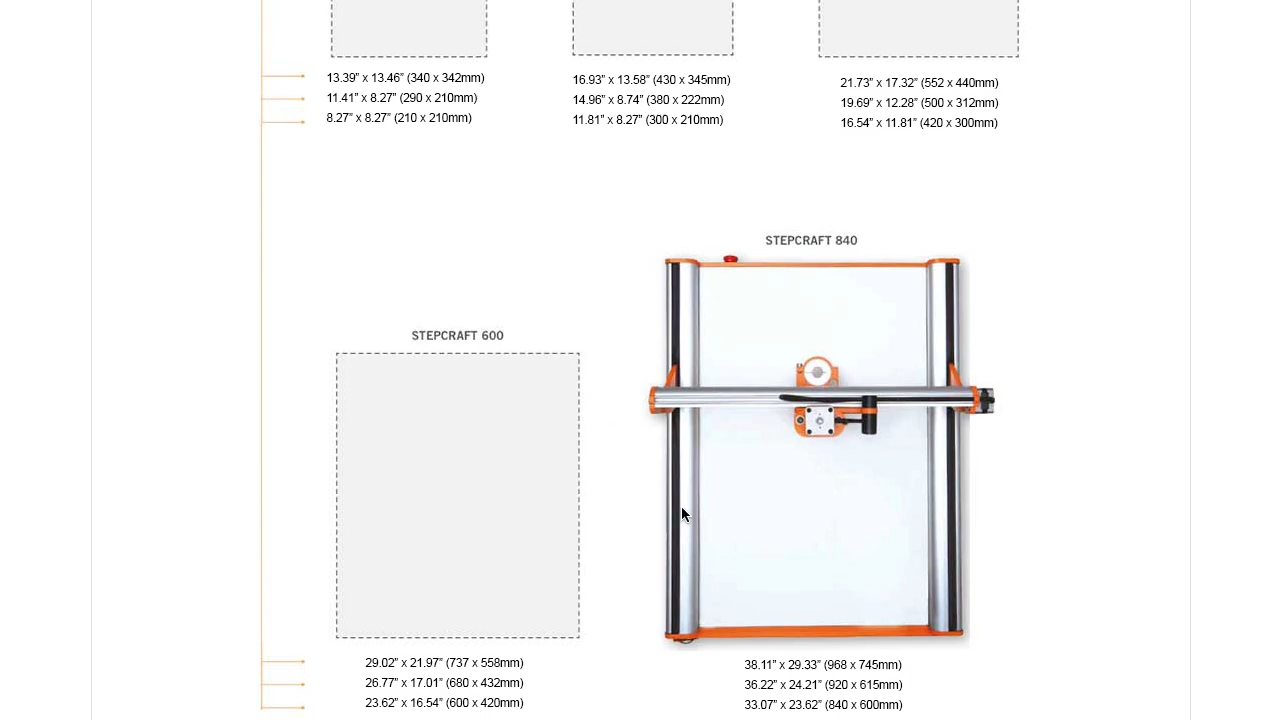 13.39” x 13.46” (340 x 342mm)
11.41” x 8.27” (290 x 210mm)
8.27” x 8.27” (210 x 210mm)
16.93” x 13.58” (430 x 345mm)
14.96” x 8.74” (380 x 222mm)
11.81” x 8.27” (300 x 210mm)
21.73” x 17.32” (552 x 440mm)
19.69” x 12.28” (500 x 312mm)
16.54” x 11.81” (420 x 300mm)
STEPCRAFT 600
29.02” x 21.97” (737 x 558mm)
26.77” x 17.01” (680 x 432mm)
23.62” x 16.54” (600 x 420mm)
STEPCRAFT 840
38.11” x 29.33” (968 x 745mm)
36.22” x 24.21” (920 x 615mm)
33.07” x 23.62” (840 x 600mm)